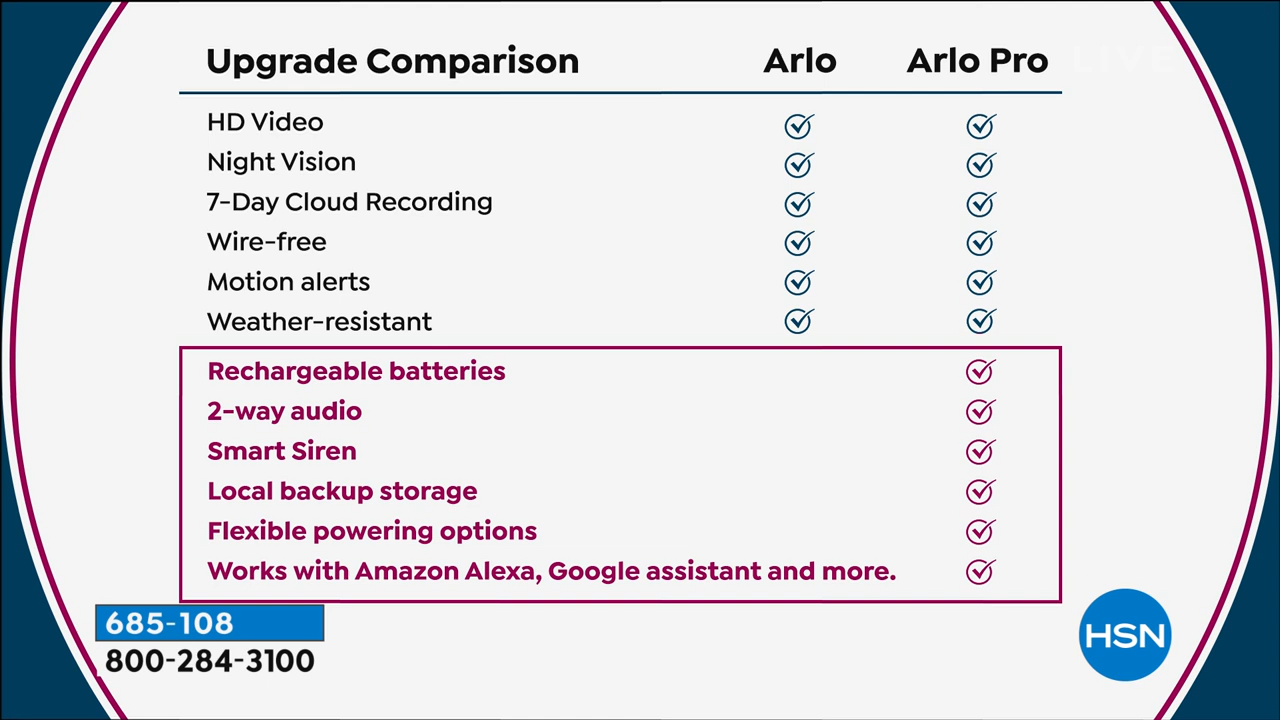 Upgrade Comparison Arlo Arlo Pro LIVE
HD Video
Night Vision
7-Day Cloud Recording
Wire-free
Motion alerts
Weather-resistant
Rechargeable batteries
2-way audio
Smart Siren
Local backup storage
Flexible powering options
Works with Amazon Alexa, Google assistant and more.
685-108
800-284-3100
HSN